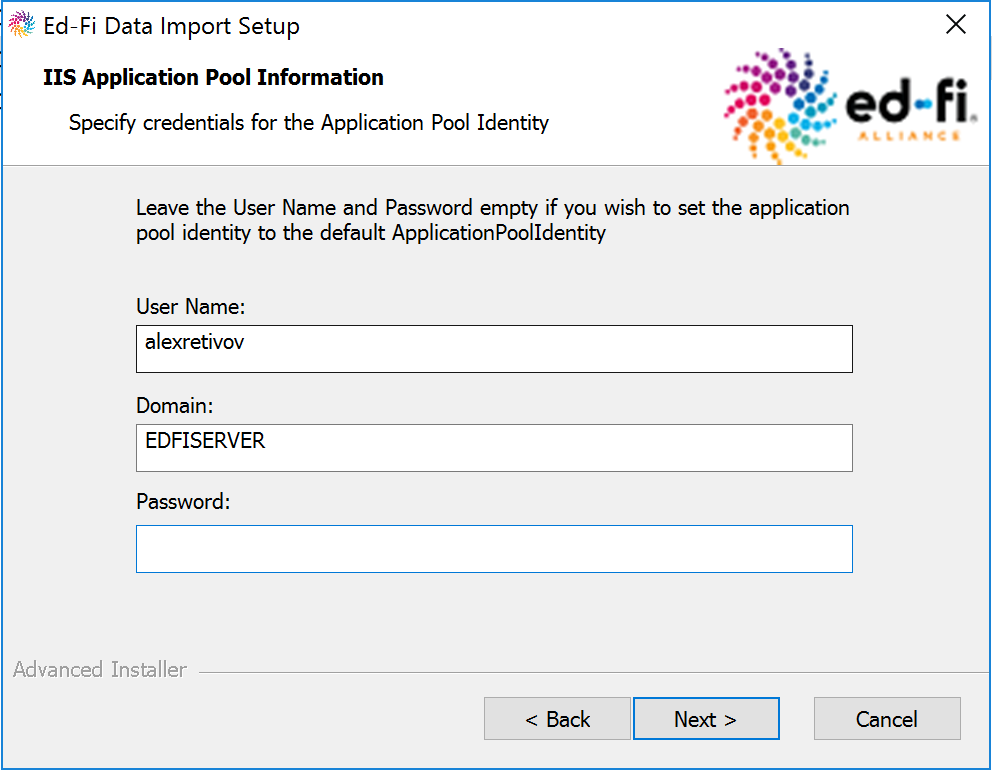 Ed-Fi Data Import Setup
IIS Application Pool Information
Specify credentials for the Application Pool Identity
ed-fi®
ALLIANCE
Leave the User Name and Password empty if you wish to set the application
pool identity to the default ApplicationPoolIdentity
User Name:
alexretivov
Domain:
EDFISERVER
Password:
Advanced Installer
< Back
Next >
Cancel